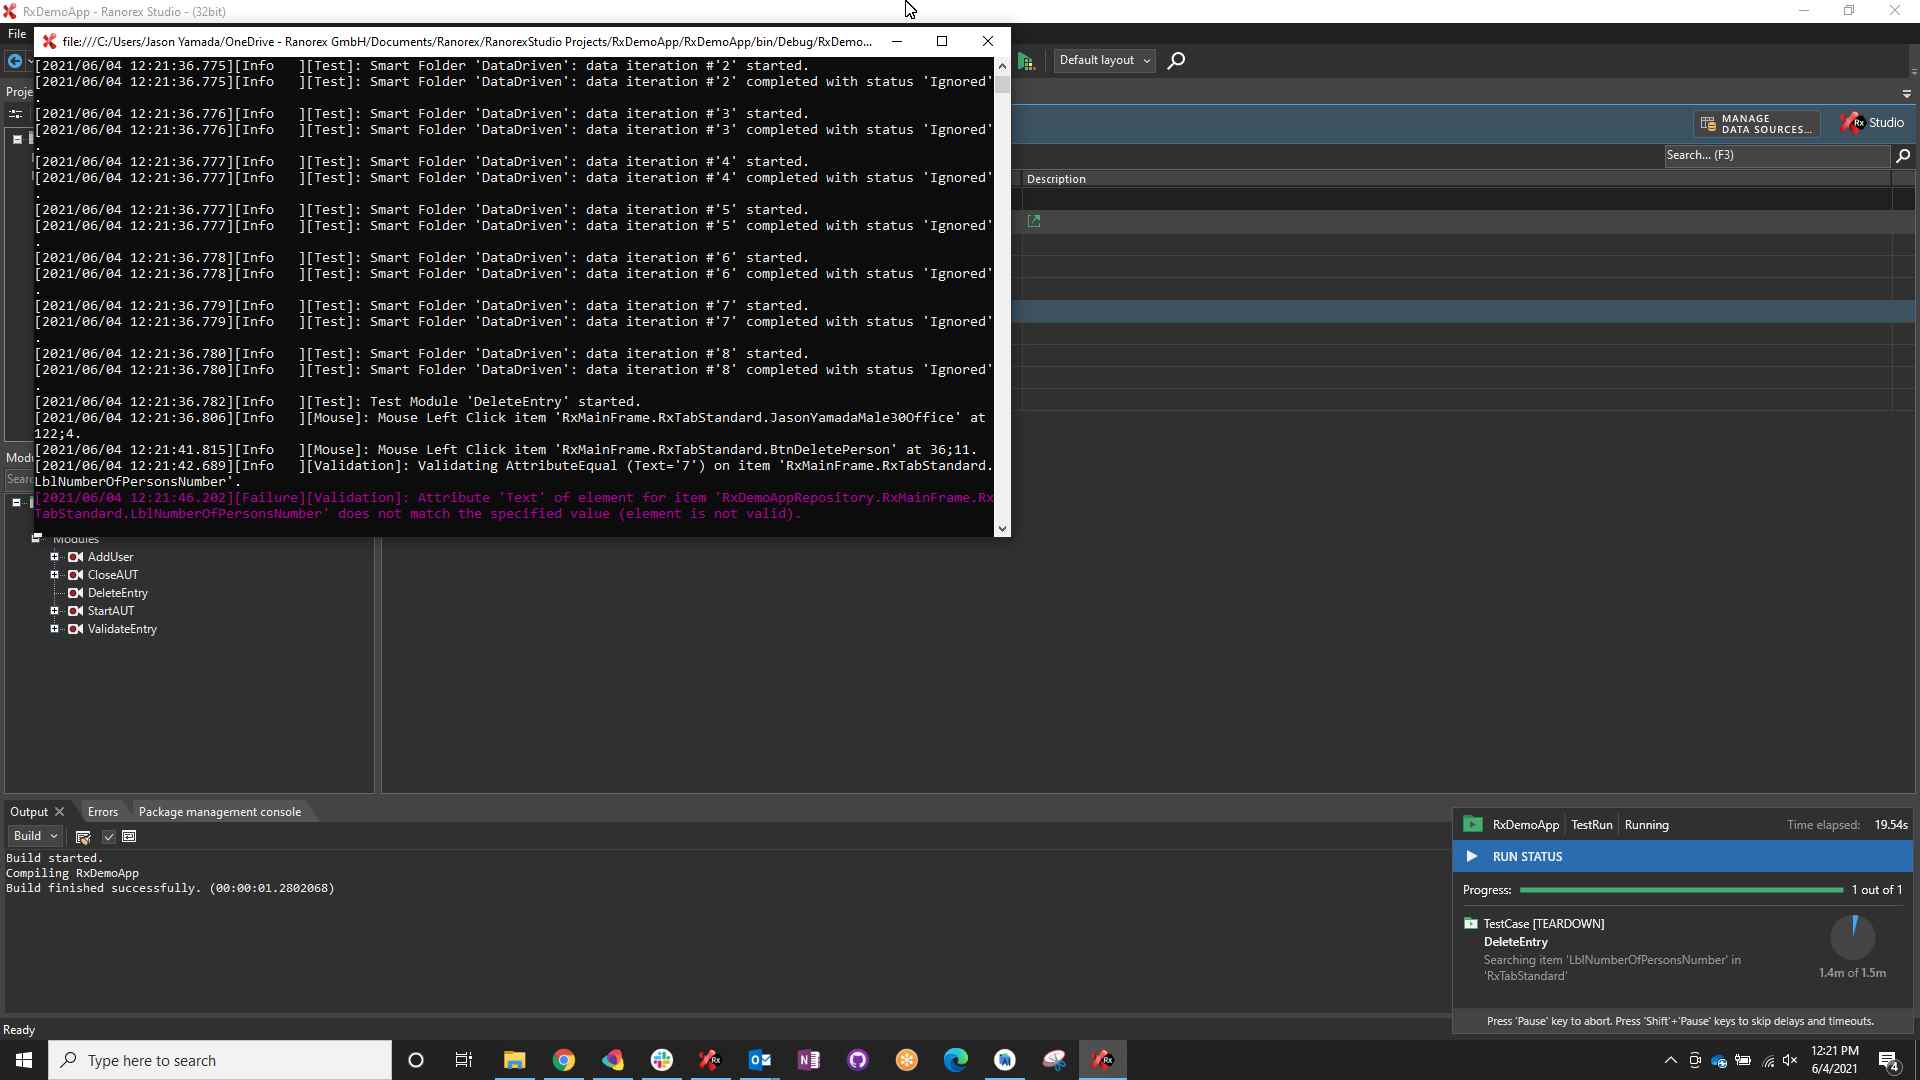 RxDemoApp - Ranorex Studio - (32bit)
File
file:///C:/Users/Jason Yamada/OneDrive - Ranorex GmbH/Documents/Ranorex/RanorexStudio Projects/RxDemoApp/RxDemoApp/bin/Debug/RxDemo...
Default layout
Proje
MANAGE
DATA SOURCES...
Rx Studio
Search... (F3)
Description
[2021/06/04 12:21:36.775][Info   ][Test]: Smart Folder 'DataDriven': data iteration #'2' started.
[2021/06/04 12:21:36.775][Info   ][Test]: Smart Folder 'DataDriven': data iteration #'2' completed with status 'Ignored'
.
[2021/06/04 12:21:36.776][Info   ][Test]: Smart Folder 'DataDriven': data iteration #'3' started.
[2021/06/04 12:21:36.776][Info   ][Test]: Smart Folder 'DataDriven': data iteration #'3' completed with status 'Ignored'
.
[2021/06/04 12:21:36.777][Info   ][Test]: Smart Folder 'DataDriven': data iteration #'4' started.
[2021/06/04 12:21:36.777][Info   ][Test]: Smart Folder 'DataDriven': data iteration #'4' completed with status 'Ignored'
.
[2021/06/04 12:21:36.777][Info   ][Test]: Smart Folder 'DataDriven': data iteration #'5' started.
[2021/06/04 12:21:36.777][Info   ][Test]: Smart Folder 'DataDriven': data iteration #'5' completed with status 'Ignored'
.
[2021/06/04 12:21:36.778][Info   ][Test]: Smart Folder 'DataDriven': data iteration #'6' started.
[2021/06/04 12:21:36.778][Info   ][Test]: Smart Folder 'DataDriven': data iteration #'6' completed with status 'Ignored'
.
[2021/06/04 12:21:36.779][Info   ][Test]: Smart Folder 'DataDriven': data iteration #'7' started.
[2021/06/04 12:21:36.779][Info   ][Test]: Smart Folder 'DataDriven': data iteration #'7' completed with status 'Ignored'
.
[2021/06/04 12:21:36.780][Info   ][Test]: Smart Folder 'DataDriven': data iteration #'8' started.
[2021/06/04 12:21:36.780][Info   ][Test]: Smart Folder 'DataDriven': data iteration #'8' completed with status 'Ignored'
.
[2021/06/04 12:21:36.782][Info   ][Test]: Test Module 'DeleteEntry' started.
[2021/06/04 12:21:36.806][Info   ][Mouse]: Mouse Left Click item 'RxMainFrame.RxTabStandard.JasonYamadaMale30Office' at
122;4.
[2021/06/04 12:21:41.815][Info   ][Mouse]: Mouse Left Click item 'RxMainFrame.RxTabStandard.BtnDeletePerson' at 36;11.
[2021/06/04 12:21:42.689][Info   ][Validation]: Validating AttributeEqual (Text='7') on item 'RxMainFrame.RxTabStandard.
LblNumberOfPersonsNumber'.
[2021/06/04 12:21:46.202][Failure][Validation]: Attribute 'Text' of element for item 'RxDemoAppRepository.RxMainFrame.Rx
TabStandard.LblNumberOfPersonsNumber' does not match the specified value (element is not valid).
Modu
Sear
Modules
AddUser
CloseAUT
DeleteEntry
StartAUT
ValidateEntry
Output
Errors
Package management console
Build
Build started.
Compiling RxDemoApp
Build finished successfully. (00:00:01.2802068)
RxDemoApp TestRun Running Time elapsed: 19.54s
RUN STATUS
Progress: 1 out of 1
TestCase [TEARDOWN]
DeleteEntry
Searching item 'LblNumberOfPersonsNumber' in
'RxTabStandard'
1.4m of 1.5m
Press 'Pause' key to abort. Press 'Shift'+'Pause' keys to skip delays and timeouts.
Ready
Type here to search
12:21 PM
6/4/2021
4